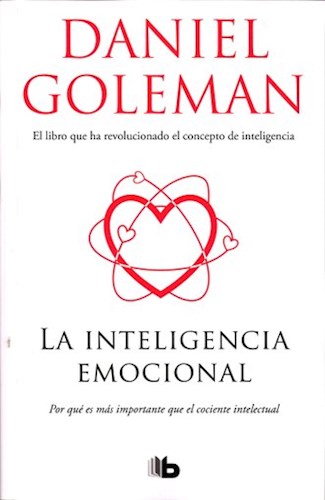 DANIEL
GOLEMAN
El libro que ha revolucionado el concepto de inteligencia
LA INTELIGENCIA
EMOCIONAL
Por qué es más importante que el cociente intelectual
b